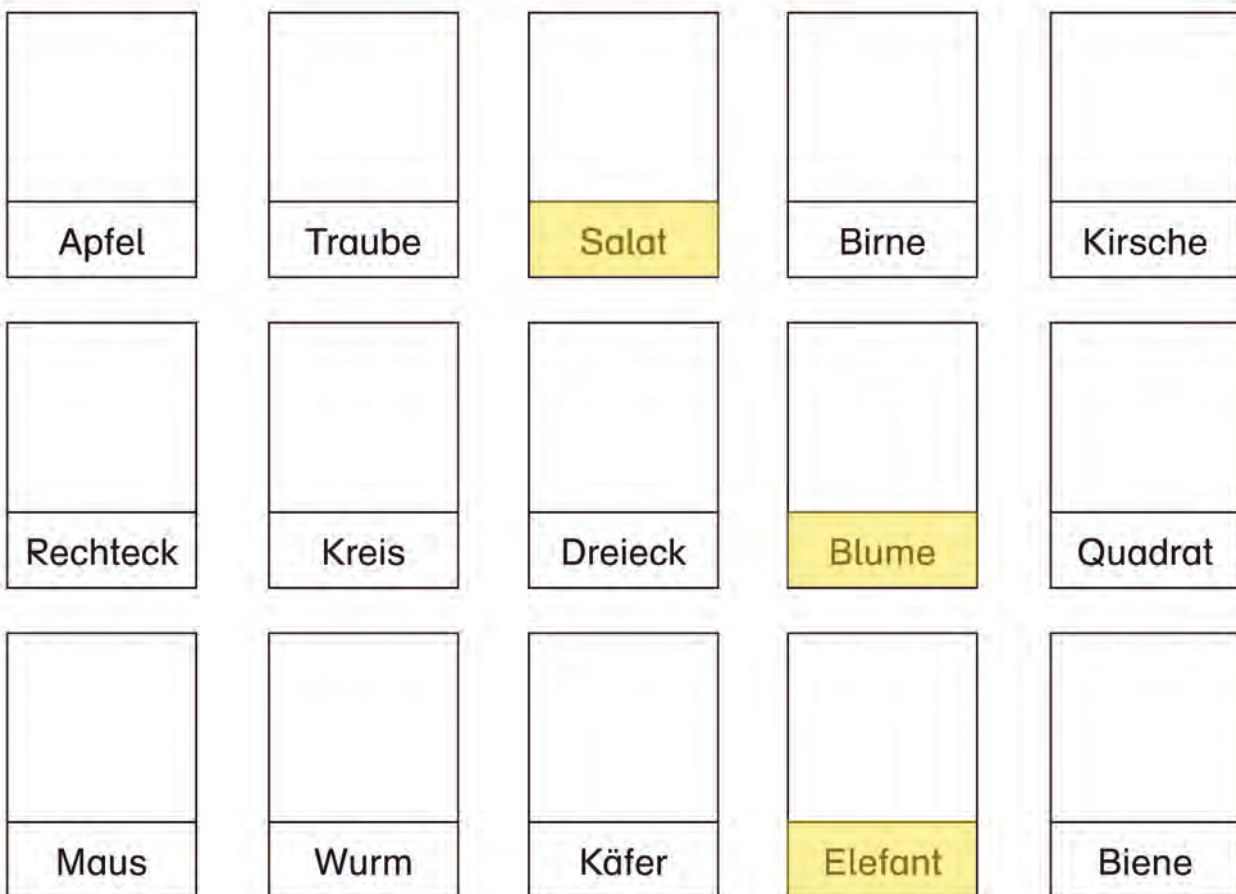 Apfel Traube Salat Birne Kirsche
Rechteck Kreis Dreieck Blume Quadrat
Maus Wurm Käfer Elefant Biene